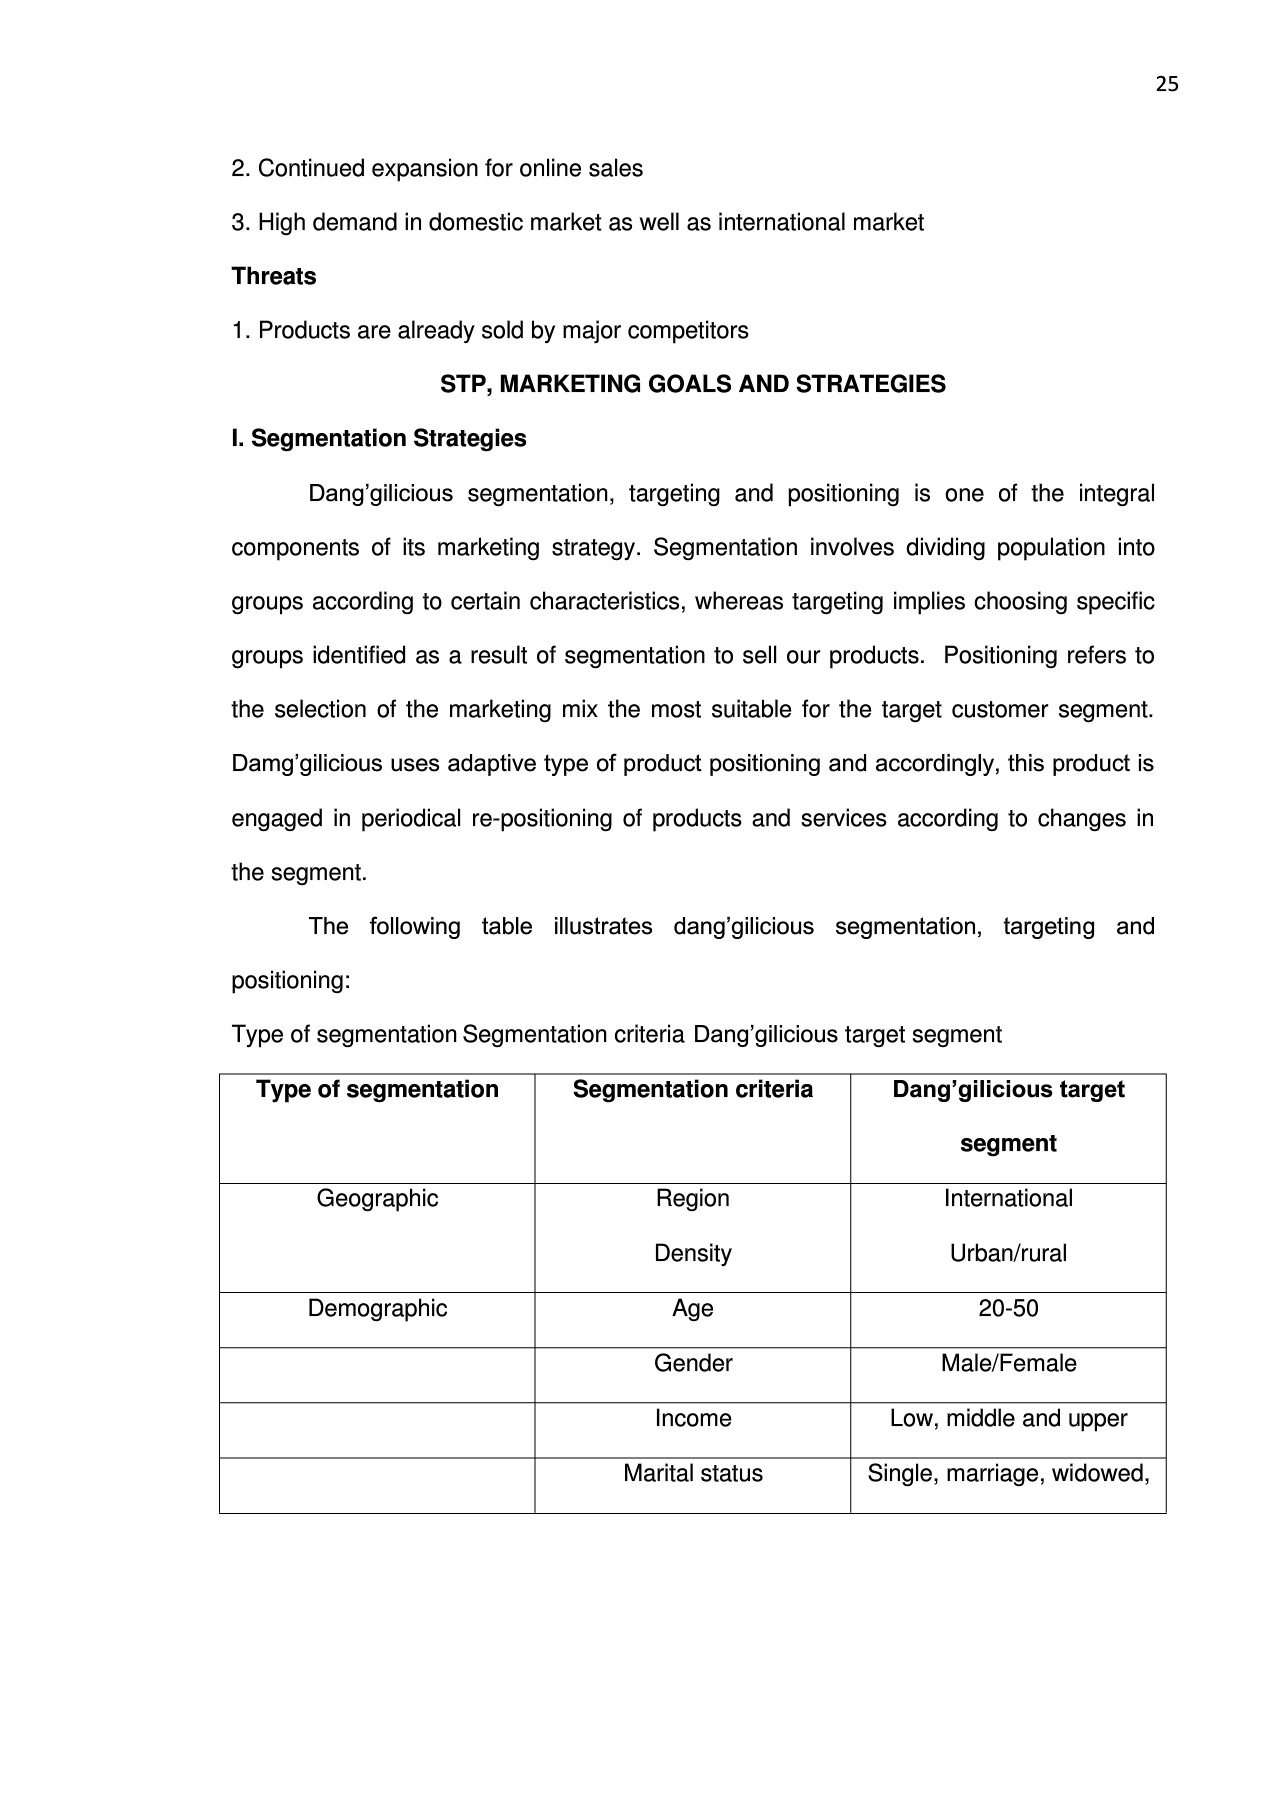 25
2. Continued expansion for online sales
3. High demand in domestic market as well as international market
Threats
1. Products are already sold by major competitors
STP, MARKETING GOALS AND STRATEGIES
I. Segmentation Strategies
Dang’gilicious segmentation, targeting and positioning is one of the integral
components of its marketing strategy. Segmentation involves dividing population into
groups according to certain characteristics, whereas targeting implies choosing specific
groups identified as a result of segmentation to sell our products.  Positioning refers to
the selection of the marketing mix the most suitable for the target customer segment.
Damg’gilicious uses adaptive type of product positioning and accordingly, this product is
engaged in periodical re-positioning of products and services according to changes in
the segment.
The following table illustrates dang’gilicious segmentation, targeting and
positioning:
Type of segmentation Segmentation criteria Dang’gilicious target segment
Type of segmentation Segmentation criteria Dang’gilicious target
segment
Geographic Region International
Density Urban/rural
Demographic Age 20-50
Gender Male/Female
Income Low, middle and upper
Marital status Single, marriage, widowed,